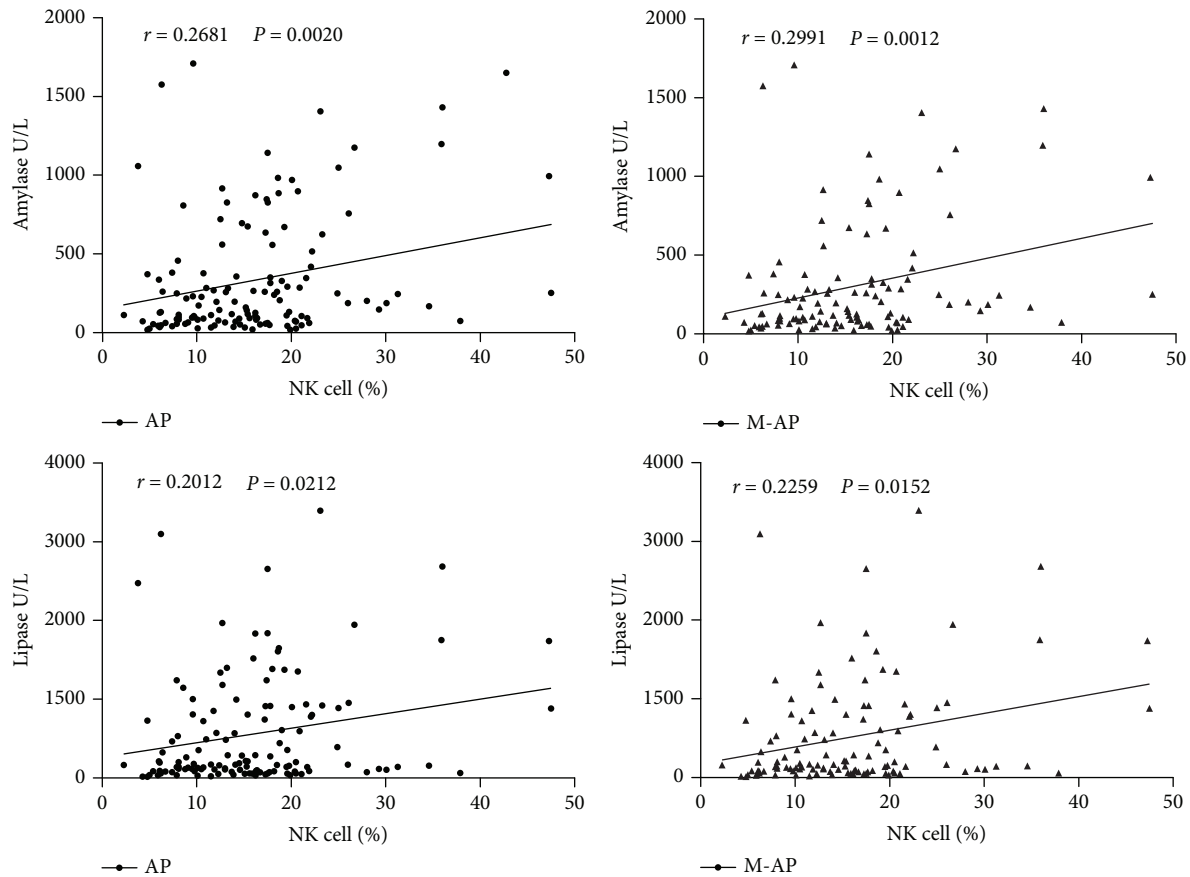 2000
1500
1000
500
0
Amylase U/L
r = 0.2681 P = 0.0020
0 10 20 30 40 50
NK cell (%)
AP
2000
1500
1000
500
0
Amylase U/L
r = 0.2991 P = 0.0012
0 10 20 30 40 50
NK cell (%)
M-AP
4000
3000
2000
1500
0
Lipase U/L
r = 0.2012 P = 0.0212
0 10 20 30 40 50
NK cell (%)
AP
4000
3000
2000
1500
0
Lipase U/L
r = 0.2259 P = 0.0152
0 10 20 30 40 50
NK cell (%)
M-AP